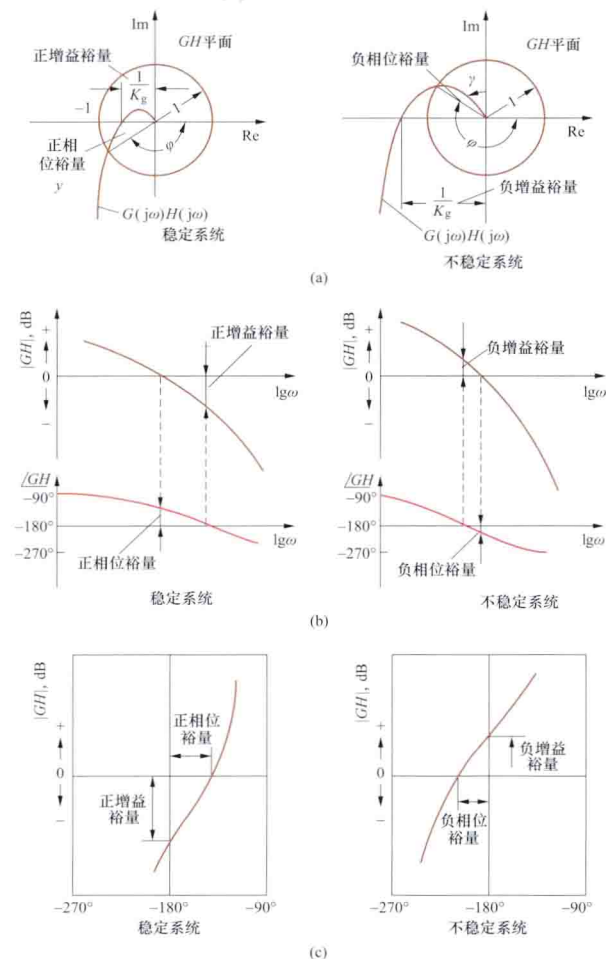 Im
GH平面
正增益裕量
1
K_g
−1
1
Re
正相
位裕量
y
φ
G(jω)H(jω)
稳定系统
Im
GH平面
负相位裕量
γ
1
φ
Re
1
K_g
负增益裕量
G(jω)H(jω)
不稳定系统
(a)
|GH|, dB
+
0
−
正增益裕量
lgω
/GH
−90°
−180°
−270°
lgω
正相位裕量
稳定系统
|GH|, dB
+
0
−
负增益裕量
lgω
/GH
−90°
−180°
−270°
lgω
负相位裕量
不稳定系统
(b)
|GH|, dB
+
0
−
正相位
裕量
正增益
裕量
−270°
−180°
−90°
稳定系统
|GH|, dB
+
0
−
负增益
裕量
负相位
裕量
−270°
−180°
−90°
不稳定系统
(c)